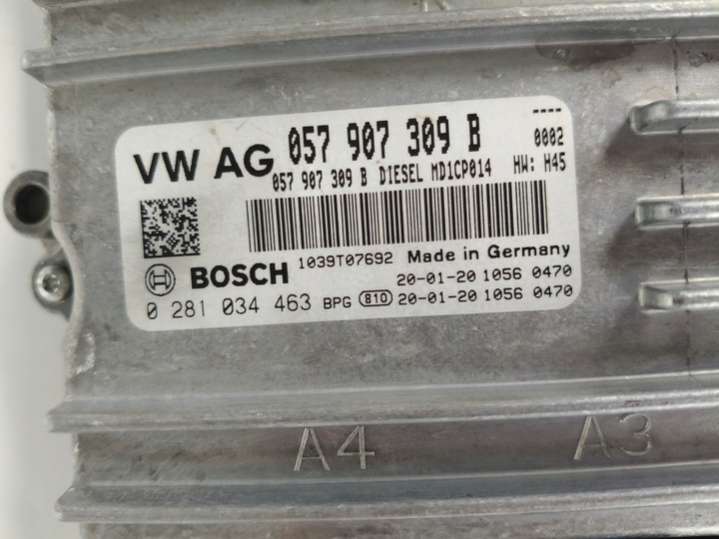 ----
VW AG 057 907 309 B 0002
057 907 309 B DIESEL MD1CP014 HW: H45
1039T07692 Made in Germany
BOSCH 20-01-20 1056 0470
0 281 034 463 BPG 810 20-01-20 1056 0470
A4 A3